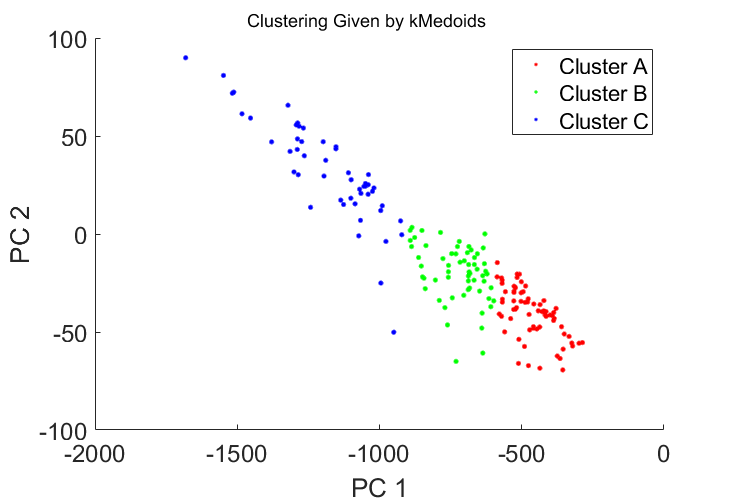 Clustering Given by kMedoids
100
50
0
-50
-100
PC 2
Cluster A
Cluster B
Cluster C
-2000 -1500 -1000 -500 0
PC 1